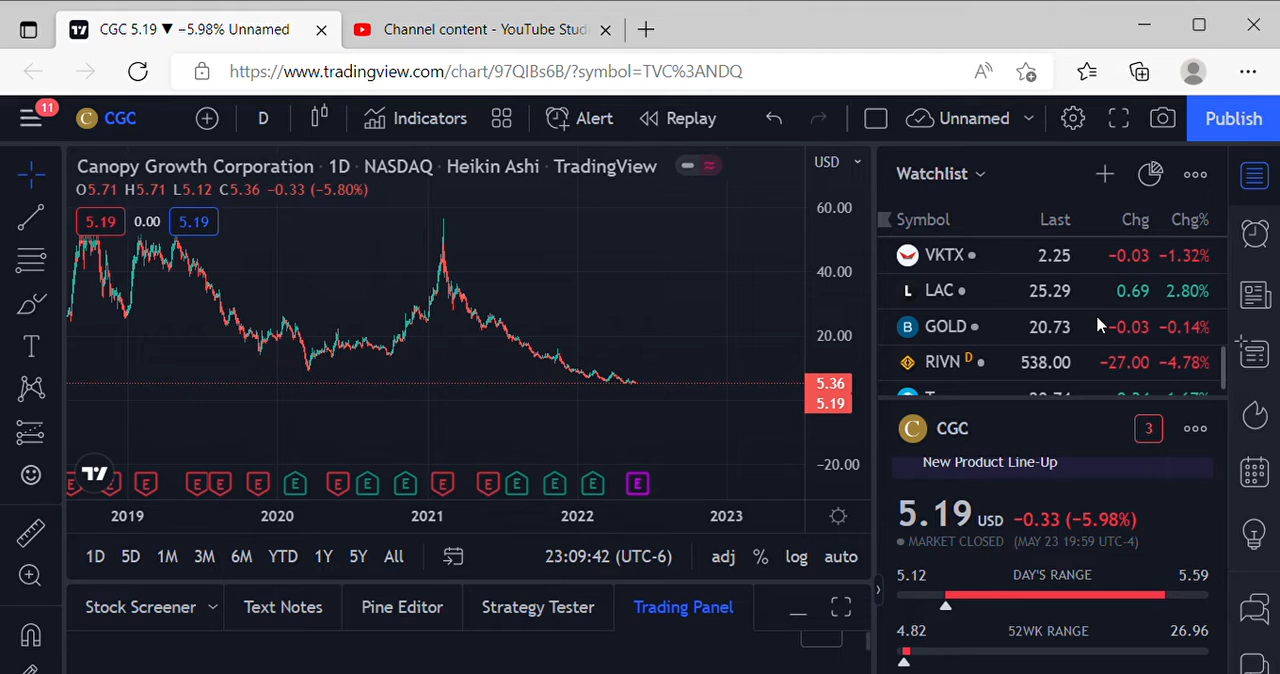 CGC 5.19 ▼ −5.98% Unnamed
Channel content - YouTube Stud
https://www.tradingview.com/chart/97QIBs6B/?symbol=TVC%3ANDQ
11
C CGC D Indicators Alert Replay Unnamed Publish
Canopy Growth Corporation · 1D · NASDAQ · Heikin Ashi · TradingView
O5.71 H5.71 L5.12 C5.36 −0.33 (−5.80%)
5.19 0.00 5.19
USD
60.00
40.00
20.00
5.36
5.19
−20.00
E E E E E E E E E E E E E E E E
2019 2020 2021 2022 2023
1D 5D 1M 3M 6M YTD 1Y 5Y All 23:09:42 (UTC-6) adj % log auto
Stock Screener Text Notes Pine Editor Strategy Tester Trading Panel
Watchlist
Symbol Last Chg Chg%
VKTX 2.25 −0.03 −1.32%
L LAC 25.29 0.69 2.80%
B GOLD 20.73 −0.03 −0.14%
RIVN D 538.00 −27.00 −4.78%
C CGC 3
New Product Line-Up
5.19 USD −0.33 (−5.98%)
MARKET CLOSED (MAY 23 19:59 UTC-4)
5.12 DAY'S RANGE 5.59
4.82 52WK RANGE 26.96